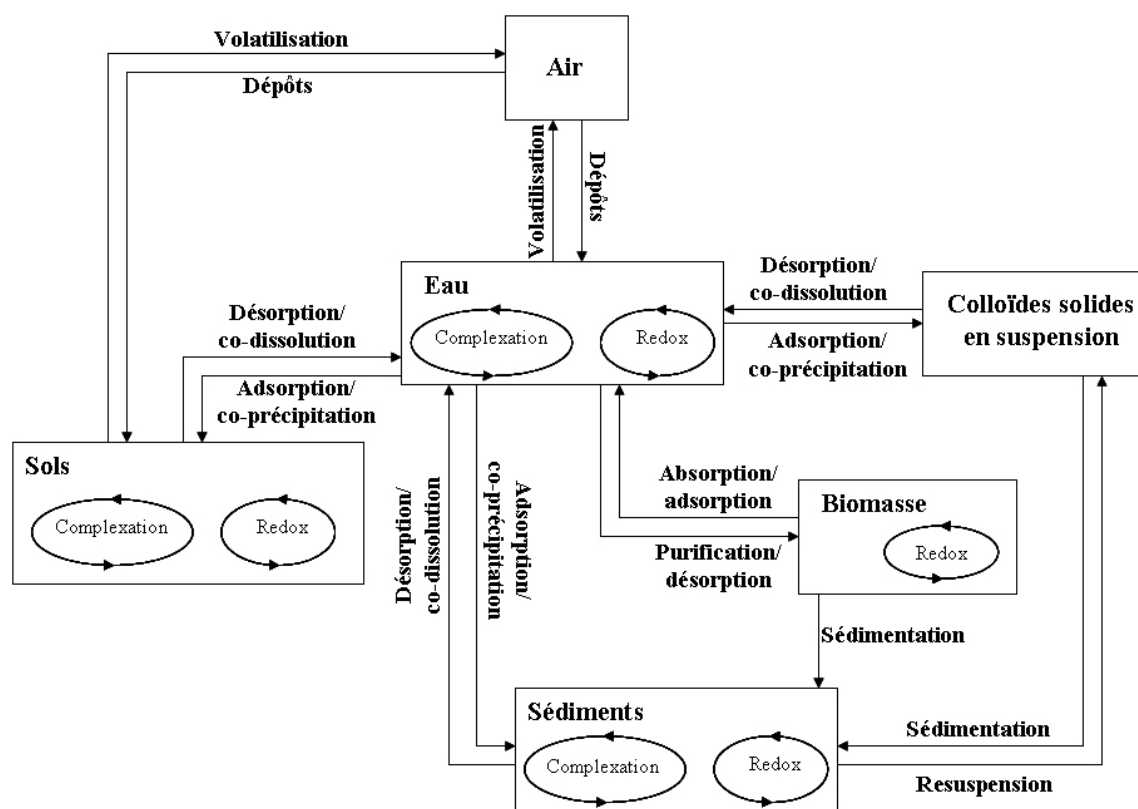 Volatilisation
Dépôts
Air
Volatilisation
Dépôts
Eau
Complexation
Redox
Désorption/
co-dissolution
Adsorption/
co-précipitation
Colloïdes solides
en suspension
Désorption/
co-dissolution
Adsorption/
co-précipitation
Sols
Complexation
Redox
Désorption/
co-dissolution
Adsorption/
co-précipitation
Absorption/
adsorption
Purification/
désorption
Biomasse
Redox
Sédimentation
Sédiments
Complexation
Redox
Sédimentation
Resuspension